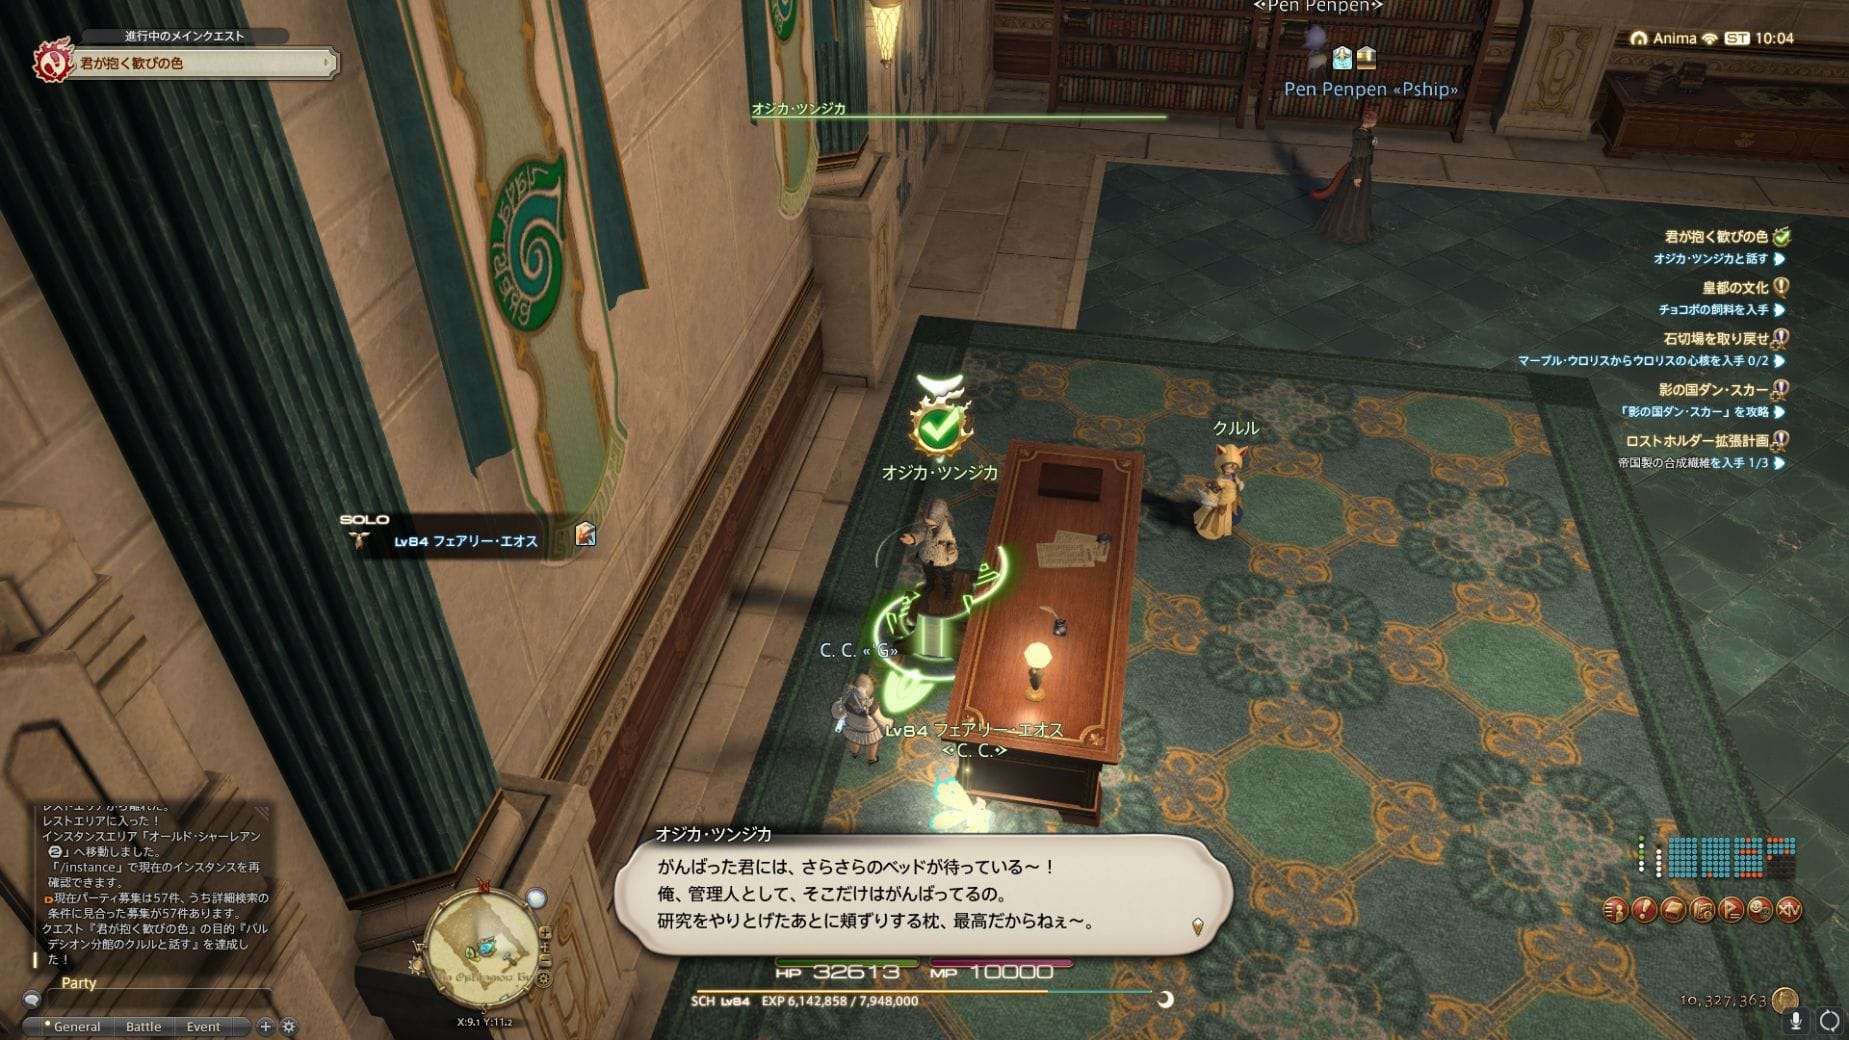 進行中のメインクエスト
君が抱く歓びの色
«Pen Penpen»
Pen Penpen «Pship»
Anima ST 10:04
オジカ・ツンジカ
君が抱く歓びの色
オジカ・ツンジカと話す
皇都の文化
チョコボの飼料を入手
石切場を取り戻せ
マーブル・ウロリスからウロリスの心核を入手 0/2
影の国ダン・スカー
「影の国ダン・スカー」を攻略
ロストホルダー拡張計画
帝国製の合成繊維を入手 1/3
クルル
オジカ・ツンジカ
SOLO
Lv84 フェアリー・エオス
C. C. « G»
Lv84 フェアリー・エオス
«C. C.»
オジカ・ツンジカ
がんばった君には、さらさらのベッドが待っている～！
俺、管理人として、そこだけはがんばってるの。
研究をやりとげたあとに頬ずりする枕、最高だからねぇ～。
レストエリアから離れた。
レストエリアに入った！
インスタンスエリア「オールド・シャーレアン
2」へ移動しました。
「/instance」で現在のインスタンスを再
確認できます。
現在パーティ募集は57件、うち詳細検索の
条件に見合った募集が57件あります。
クエスト『君が抱く歓びの色』の目的『バル
デシオン分館のクルルと話す』を達成し
た！
Party
General Battle Event
X:9.1 Y:11.2
HP 32613 MP 10000
SCH Lv84 EXP 6,142,858 / 7,948,000
10,327,363